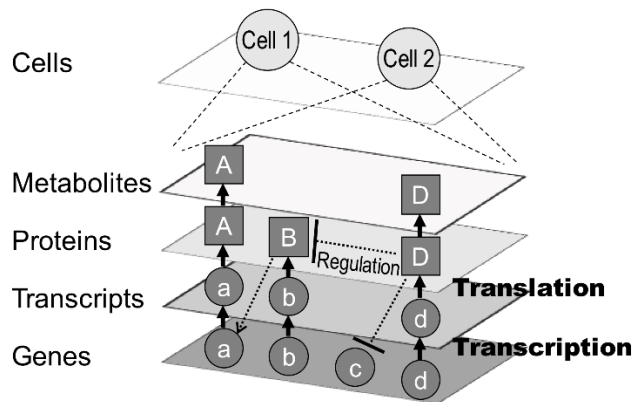 Cell 1
Cell 2
Cells
Metabolites
A
D
Proteins
A
B
D
Regulation
Transcripts
a
b
d
Translation
Genes
a
b
c
d
Transcription